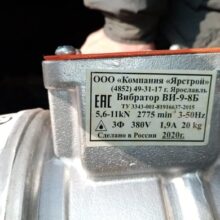 ООО «Компания «Ярстрой»
(4852) 49-31-17 г. Ярославль
ЕАС Вибратор ВИ-9-8Б
ТУ 3343-001-81916637-2015
5,6-11kN 2775 min⁻¹ 3-50Hz
3Ф 380V 1,9A 20 kg
Сделано в России 2020г.